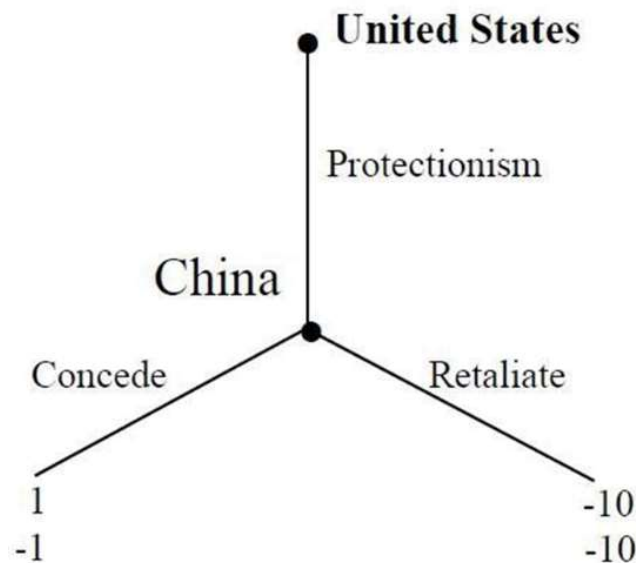 United States
Protectionism
China
Concede
Retaliate
1
-1
-10
-10